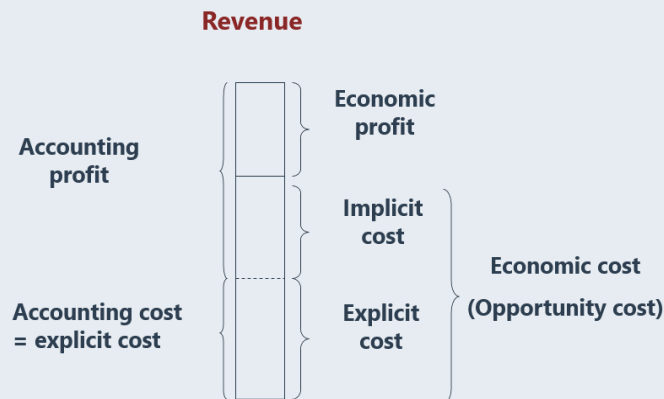 Revenue
Economic
profit
Accounting
profit
Implicit
cost
Economic cost
(Opportunity cost)
Accounting cost
= explicit cost
Explicit
cost